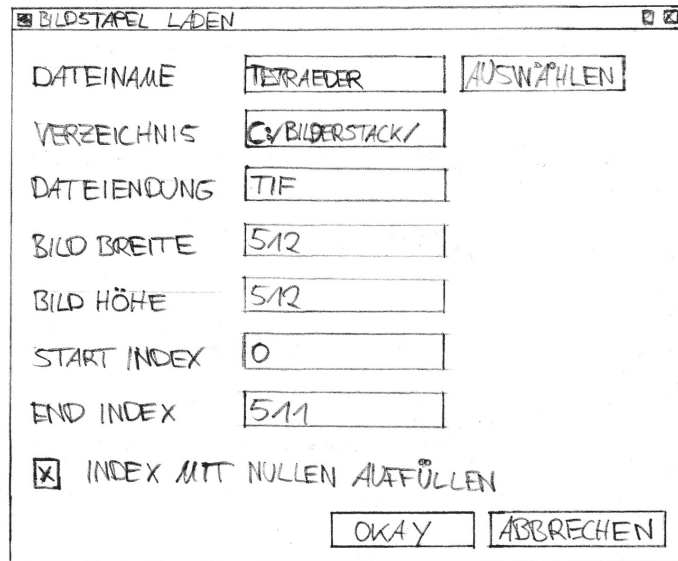 BILDSTAPEL LADEN
DATEINAME TETRAEDER AUSWÄHLEN
VERZEICHNIS C:/BILDERSTACK/
DATEIENDUNG TIF
BILD BREITE 512
BILD HÖHE 512
START INDEX 0
END INDEX 511
X INDEX MIT NULLEN AUFFÜLLEN
OKAY ABBRECHEN